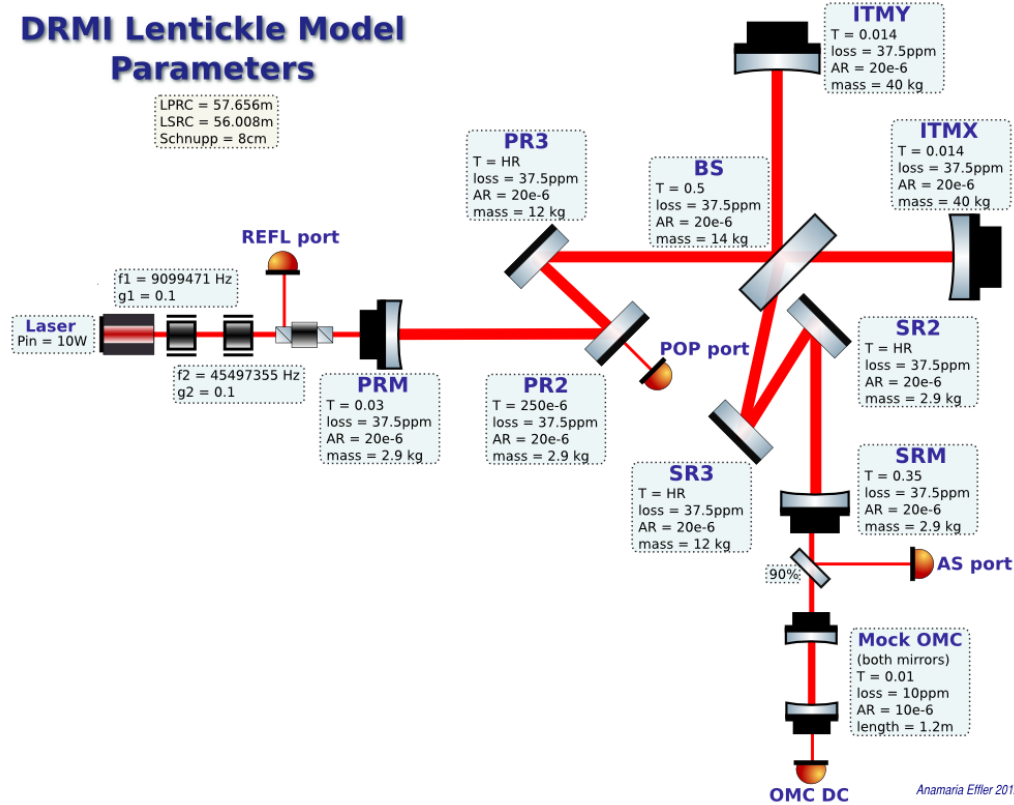 DRMI Lentickle Model
Parameters
LPRC = 57.656m
LSRC = 56.008m
Schnupp = 8cm
ITMY
T = 0.014
loss = 37.5ppm
AR = 20e-6
mass = 40 kg
ITMX
T = 0.014
loss = 37.5ppm
AR = 20e-6
mass = 40 kg
PR3
T = HR
loss = 37.5ppm
AR = 20e-6
mass = 12 kg
BS
T = 0.5
loss = 37.5ppm
AR = 20e-6
mass = 14 kg
REFL port
f1 = 9099471 Hz
g1 = 0.1
Laser
Pin = 10W
f2 = 45497355 Hz
g2 = 0.1
PRM
T = 0.03
loss = 37.5ppm
AR = 20e-6
mass = 2.9 kg
PR2
T = 250e-6
loss = 37.5ppm
AR = 20e-6
mass = 2.9 kg
POP port
SR2
T = HR
loss = 37.5ppm
AR = 20e-6
mass = 2.9 kg
SR3
T = HR
loss = 37.5ppm
AR = 20e-6
mass = 12 kg
SRM
T = 0.35
loss = 37.5ppm
AR = 20e-6
mass = 2.9 kg
90%
AS port
Mock OMC
(both mirrors)
T = 0.01
loss = 10ppm
AR = 10e-6
length = 1.2m
OMC DC
Anamaria Effler